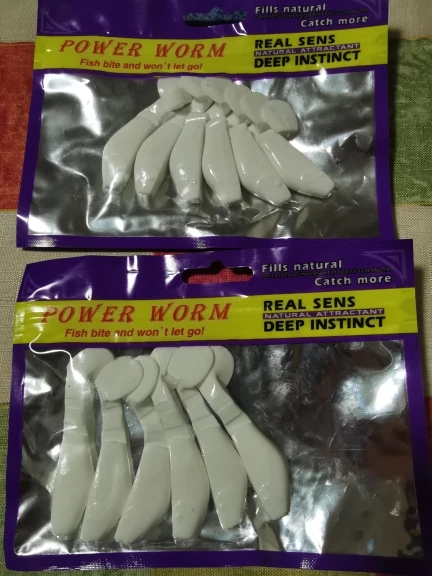 Fills natural
Catch more
POWER WORM
Fish bite and won't let go!
REAL SENS
NATURAL ATTRACTANT
DEEP INSTINCT
Fills natural
Catch more
POWER WORM
Fish bite and won't let go!
REAL SENS
NATURAL ATTRACTANT
DEEP INSTINCT